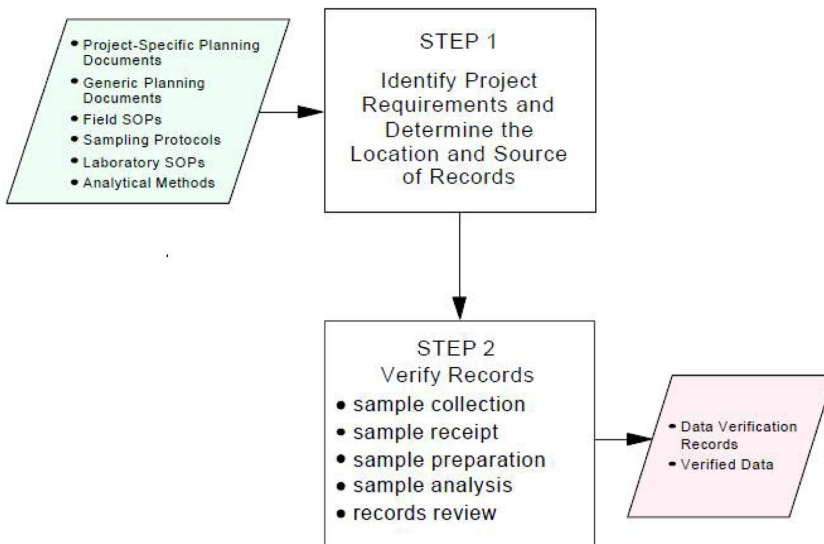 • Project-Specific Planning
Documents
• Generic Planning
Documents
• Field SOPs
• Sampling Protocols
• Laboratory SOPs
• Analytical Methods
STEP 1
Identify Project
Requirements and
Determine the
Location and Source
of Records
STEP 2
Verify Records
• sample collection
• sample receipt
• sample preparation
• sample analysis
• records review
• Data Verification
Records
• Verified Data